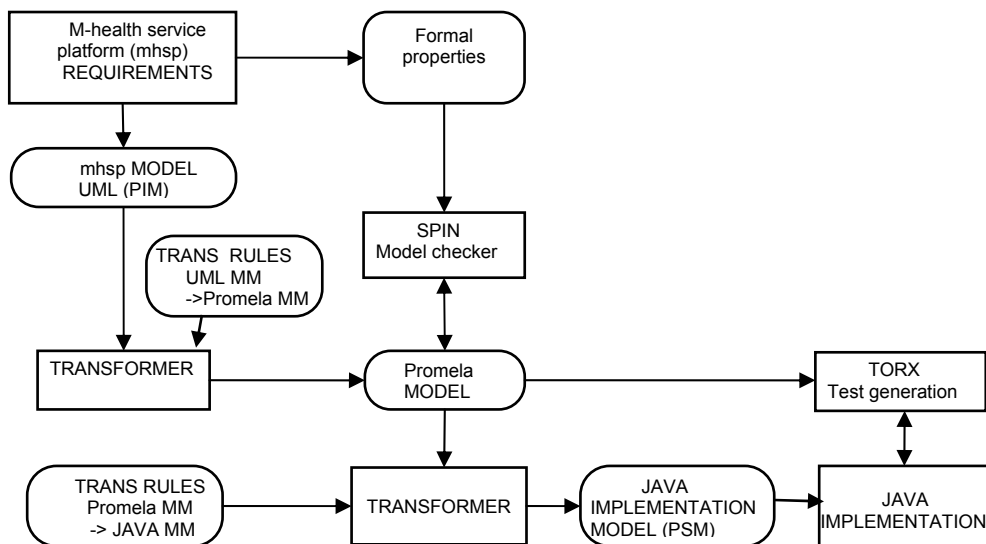 M-health service
platform (mhsp)
REQUIREMENTS
Formal
properties
mhsp MODEL
UML (PIM)
SPIN
Model checker
TRANS RULES
UML MM
->Promela MM
TRANSFORMER
Promela
MODEL
TORX
Test generation
TRANS RULES
Promela MM
-> JAVA MM
TRANSFORMER
JAVA
IMPLEMENTATION
MODEL (PSM)
JAVA
IMPLEMENTATION